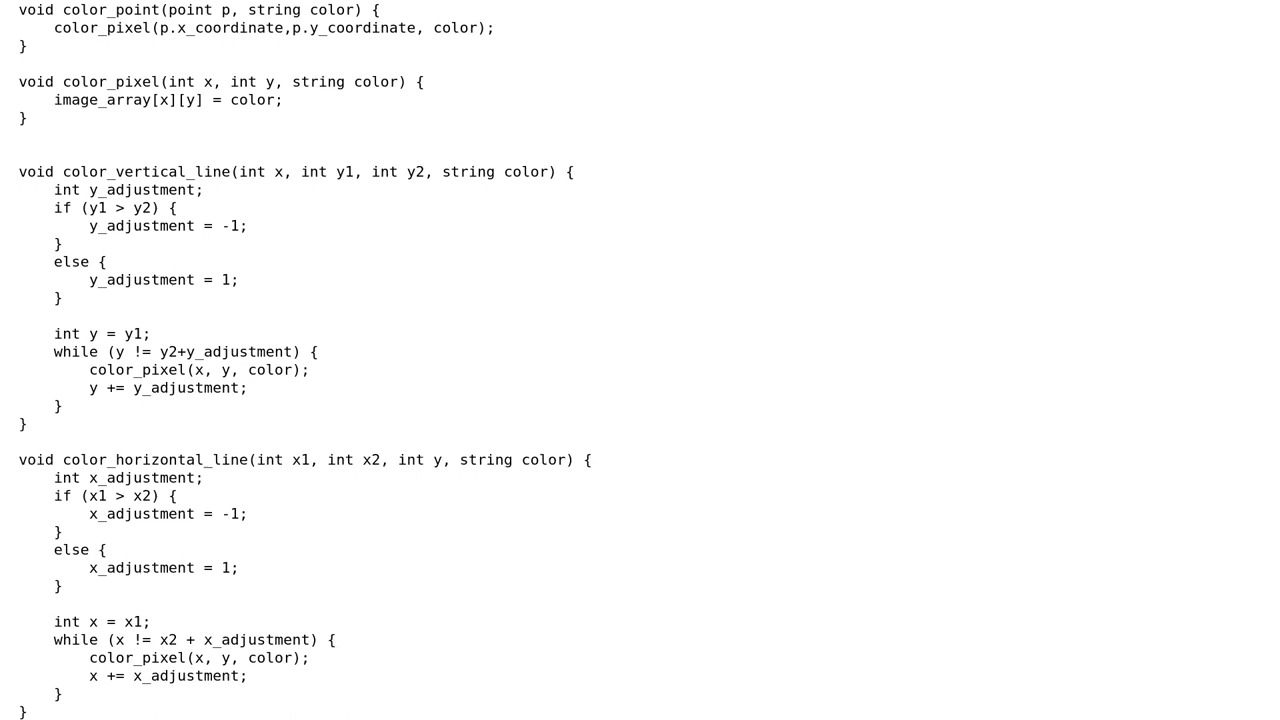 void color_point(point p, string color) {
    color_pixel(p.x_coordinate,p.y_coordinate, color);
}

void color_pixel(int x, int y, string color) {
    image_array[x][y] = color;
}


void color_vertical_line(int x, int y1, int y2, string color) {
    int y_adjustment;
    if (y1 > y2) {
        y_adjustment = -1;
    }
    else {
        y_adjustment = 1;
    }

    int y = y1;
    while (y != y2+y_adjustment) {
        color_pixel(x, y, color);
        y += y_adjustment;
    }
}

void color_horizontal_line(int x1, int x2, int y, string color) {
    int x_adjustment;
    if (x1 > x2) {
        x_adjustment = -1;
    }
    else {
        x_adjustment = 1;
    }

    int x = x1;
    while (x != x2 + x_adjustment) {
        color_pixel(x, y, color);
        x += x_adjustment;
    }
}